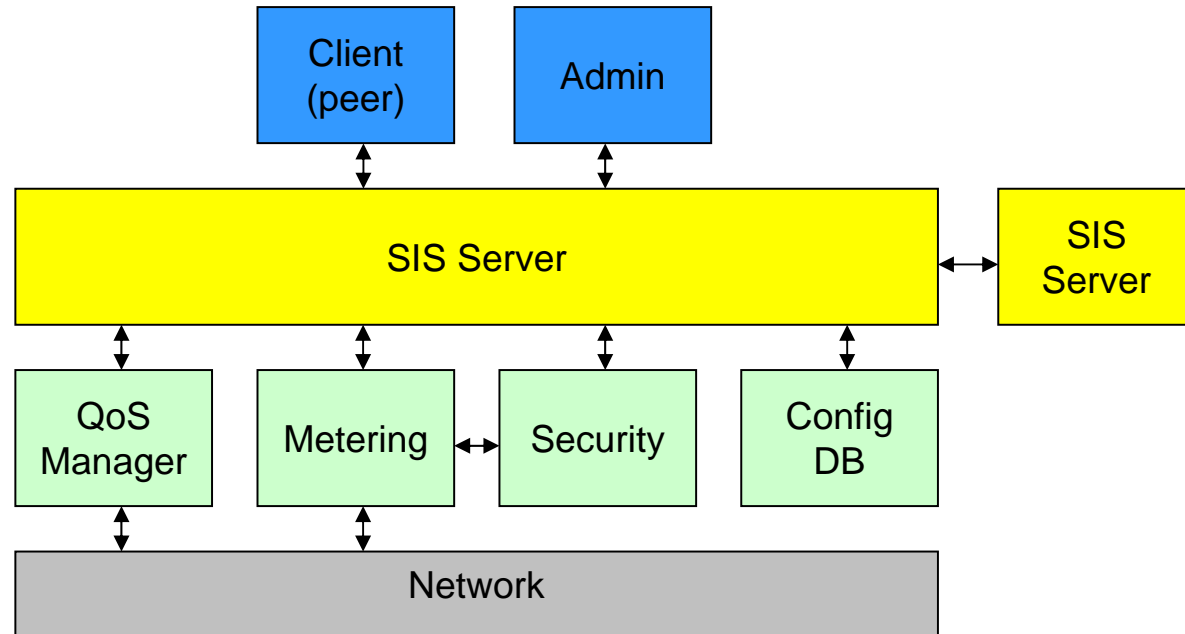 Client
(peer)
Admin
SIS Server
SIS
Server
QoS
Manager
Metering
Security
Config
DB
Network